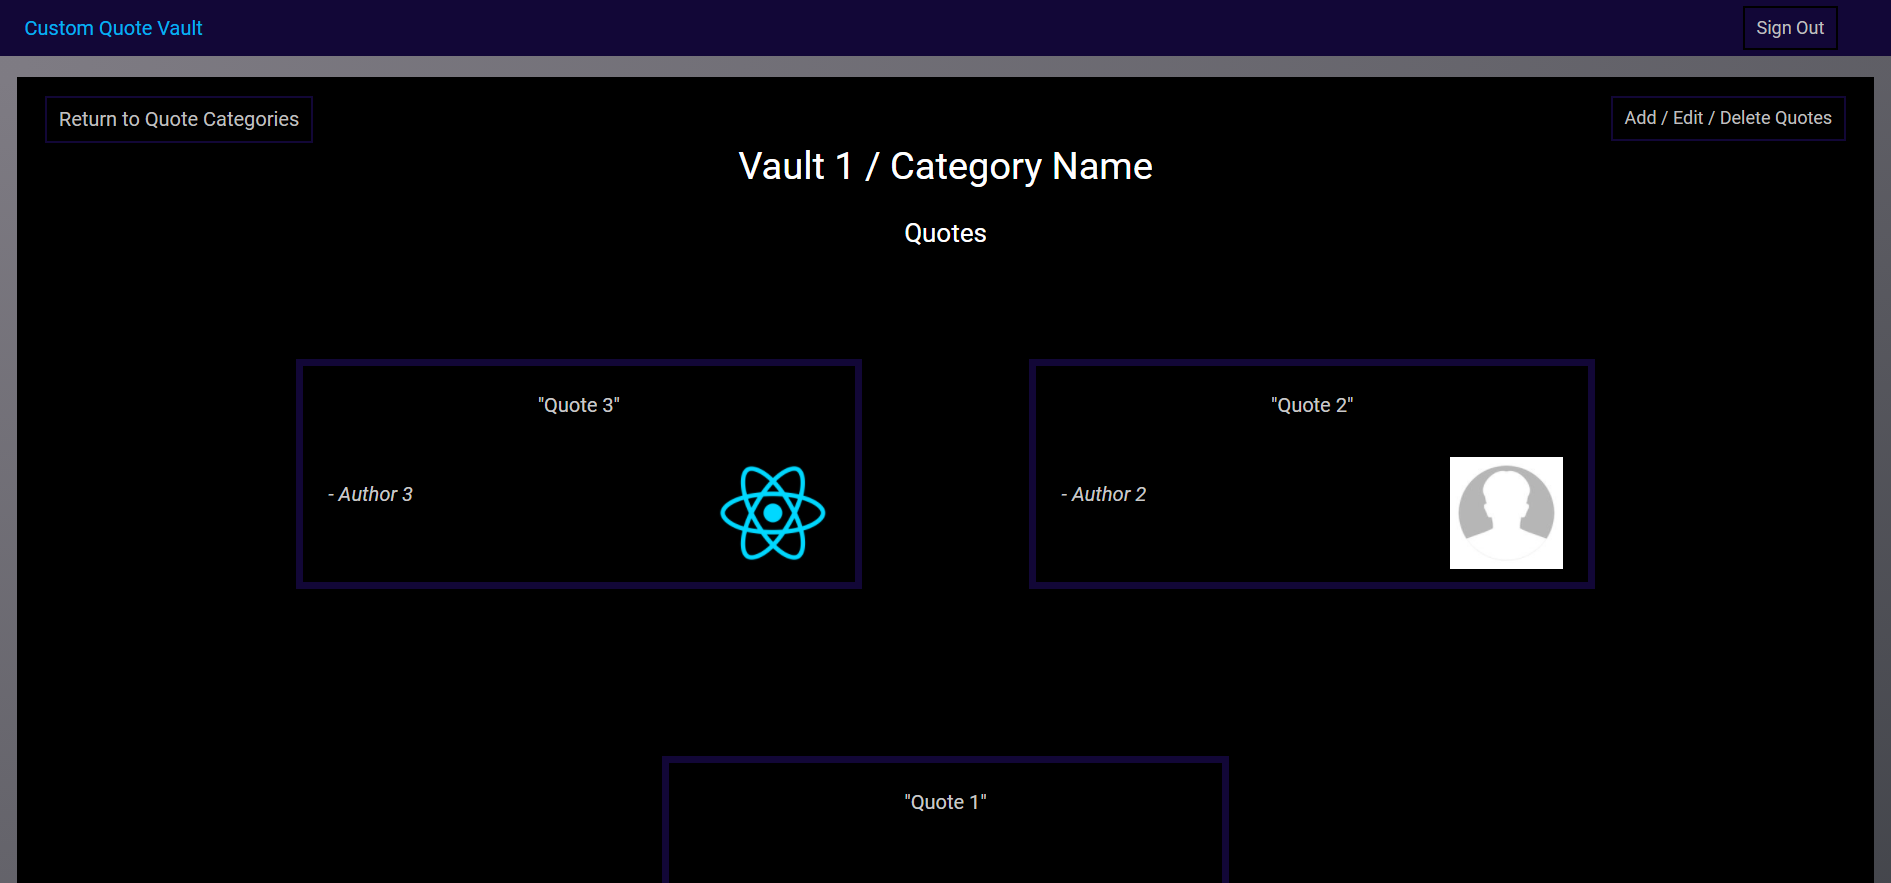 Custom Quote Vault
Sign Out
Return to Quote Categories
Add / Edit / Delete Quotes
Vault 1 / Category Name
Quotes
"Quote 3"
- Author 3
"Quote 2"
- Author 2
"Quote 1"